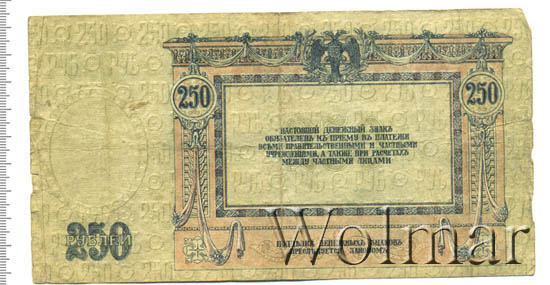 250
250
НАСТОЯЩІЙ ДЕНЕЖНЫЙ ЗНАКЪ
ОБЯЗАТЕЛЕНЪ КЪ ПРІЕМУ ВЪ ПЛАТЕЖИ
ВСѢМИ ПРАВИТЕЛЬСТВЕННЫМИ И ЧАСТНЫМИ
УЧРЕЖДЕНІЯМИ, А ТАКЖЕ ПРИ РАСЧЕТАХЪ
МЕЖДУ ЧАСТНЫМИ ЛИЦАМИ
Wolmar
250
РУБЛЕЙ
ПОДДѢЛКА ДЕНЕЖНЫХЪ ЗНАКОВЪ
ПРЕСЛѢДУЕТСЯ ЗАКОНОМЪ